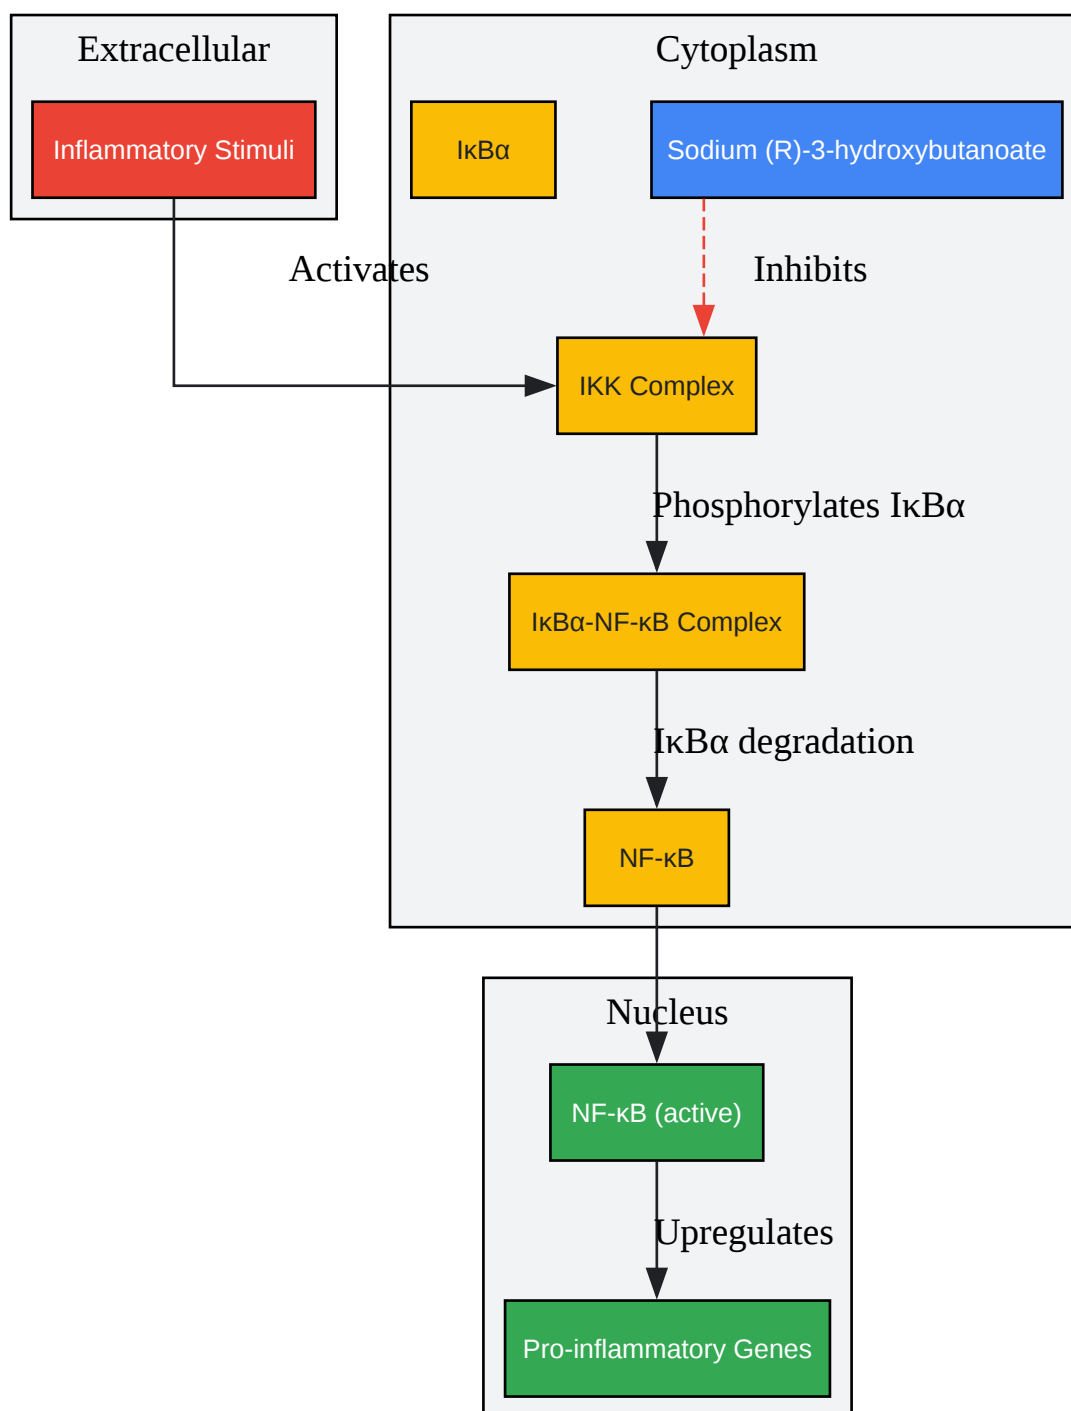 Extracellular
Cytoplasm
Inflammatory Stimuli
IκBα
Sodium (R)-3-hydroxybutanoate
Activates
Inhibits
IKK Complex
Phosphorylates IκBα
IκBα-NF-κB Complex
IκBα degradation
NF-κB
Nucleus
NF-κB (active)
Upregulates
Pro-inflammatory Genes